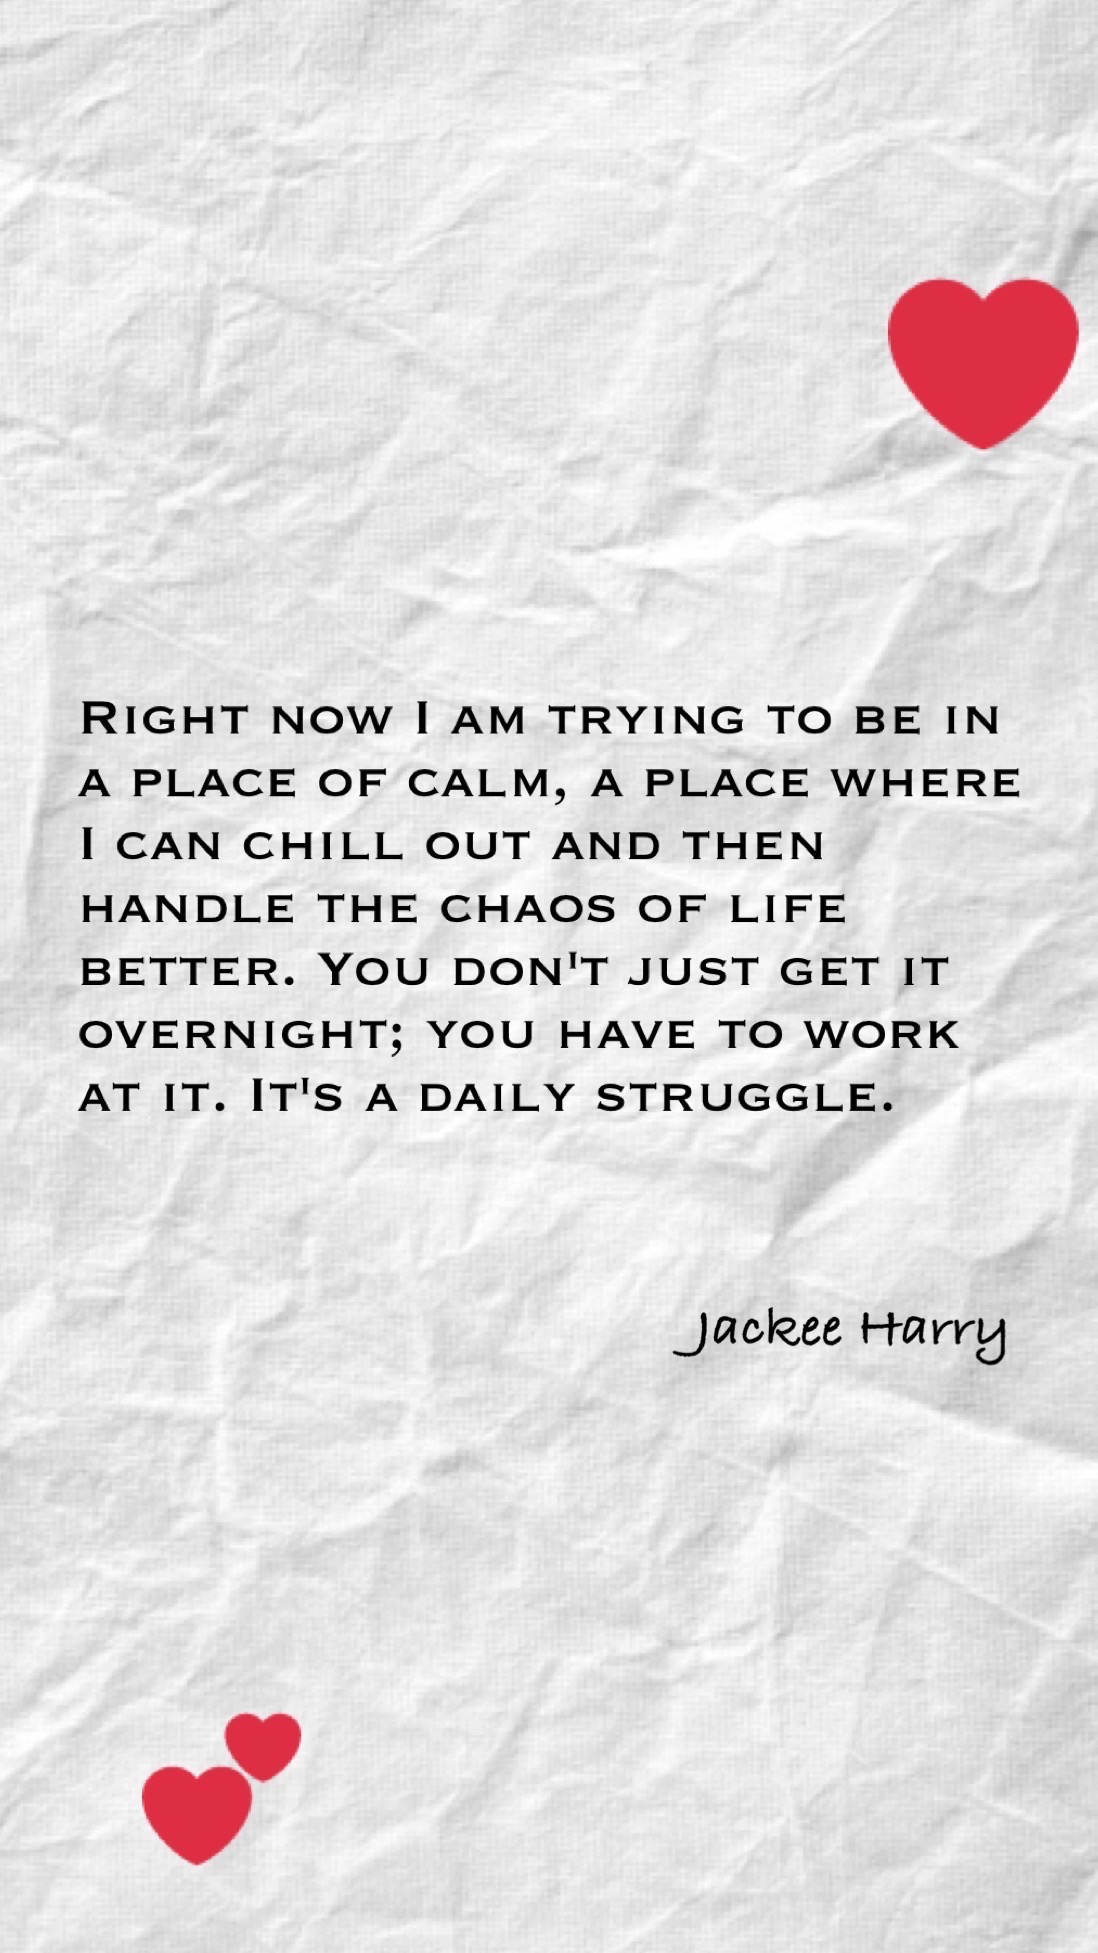 Right now I am trying to be in
a place of calm, a place where
I can chill out and then
handle the chaos of life
better. You don't just get it
overnight; you have to work
at it. It's a daily struggle.
Jackee Harry